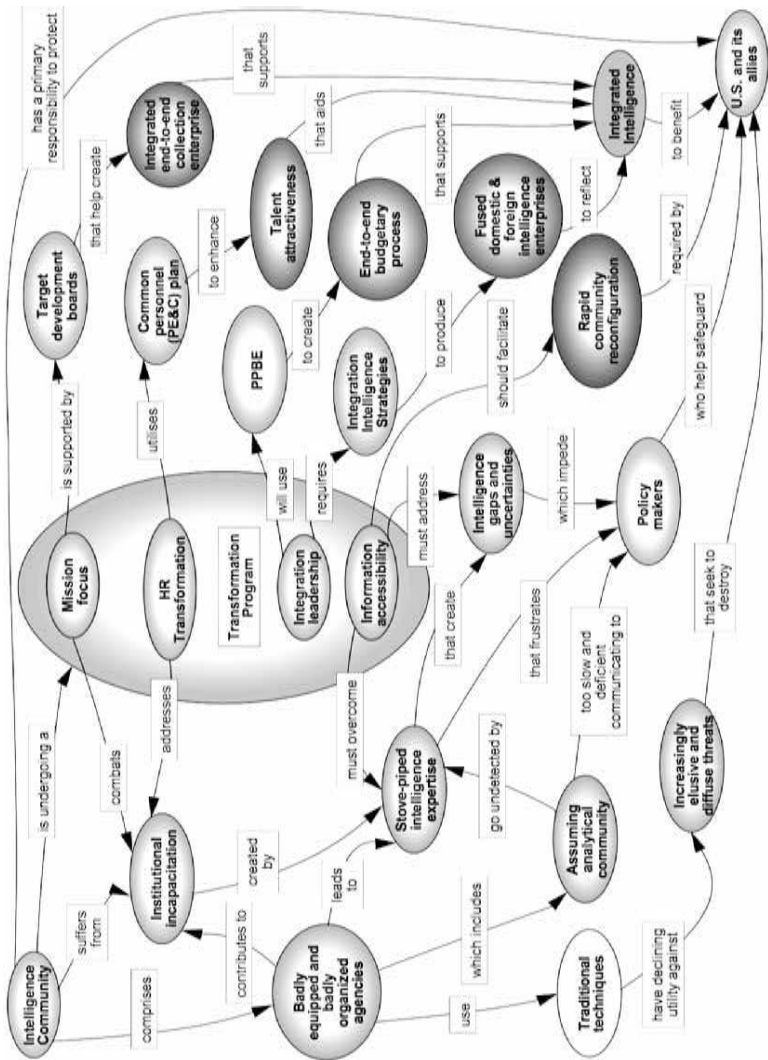 Intelligence
Community
is undergoing a
has a primary
responsibility to protect
suffers
from
comprises
Mission
focus
is supported by
Target
development
boards
that help create
Integrated
end-to-end
collection
enterprise
that
supports
combats
HR
Transformation
utilises
Common
personnel
(PE&C) plan
to enhance
Talent
attractiveness
that aids
addresses
Institutional
incapacitation
Transformation
Program
PPBE
will use
to create
End-to-end
budgetary
process
that supports
Integration
leadership
requires
Integration
Intelligence
Strategies
to produce
Fused
domestic &
foreign
intelligence
enterprises
to reflect
Integrated
Intelligence
to benefit
U.S. and its
allies
Information
accessibility
must overcome
must address
should facilitate
Rapid
community
reconfiguration
required by
contributes to
created
by
Badly
equipped and
badly
organized
agencies
leads
to
Stove-piped
intelligence
expertise
that create
Intelligence
gaps and
uncertainties
which impede
Policy
makers
who help safeguard
that frustrates
go undetected by
which includes
Assuming
analytical
community
too slow and
deficient
communicating to
use
Traditional
techniques
have declining
utility against
Increasingly
elusive and
diffuse threats
that seek to
destroy